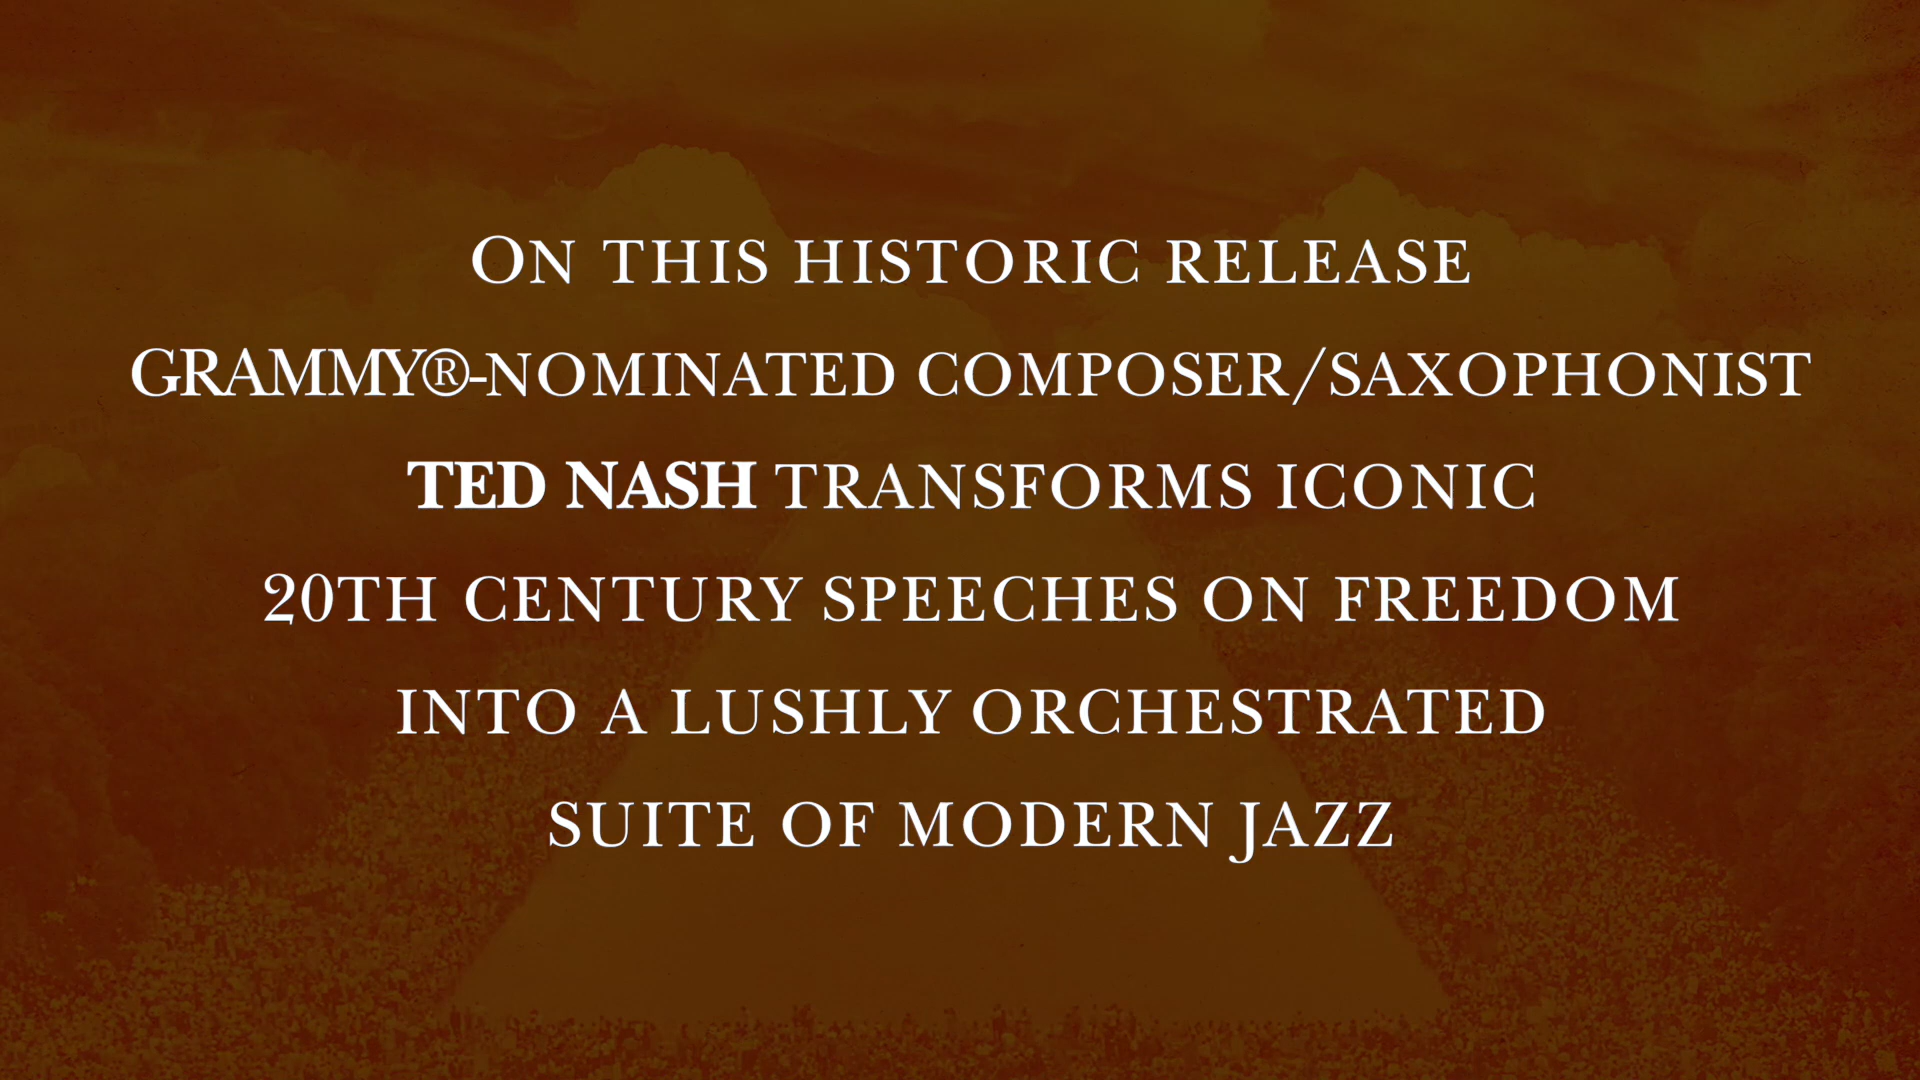 ON THIS HISTORIC RELEASE
GRAMMY®-NOMINATED COMPOSER/SAXOPHONIST
TED NASH TRANSFORMS ICONIC
20TH CENTURY SPEECHES ON FREEDOM
INTO A LUSHLY ORCHESTRATED
SUITE OF MODERN JAZZ